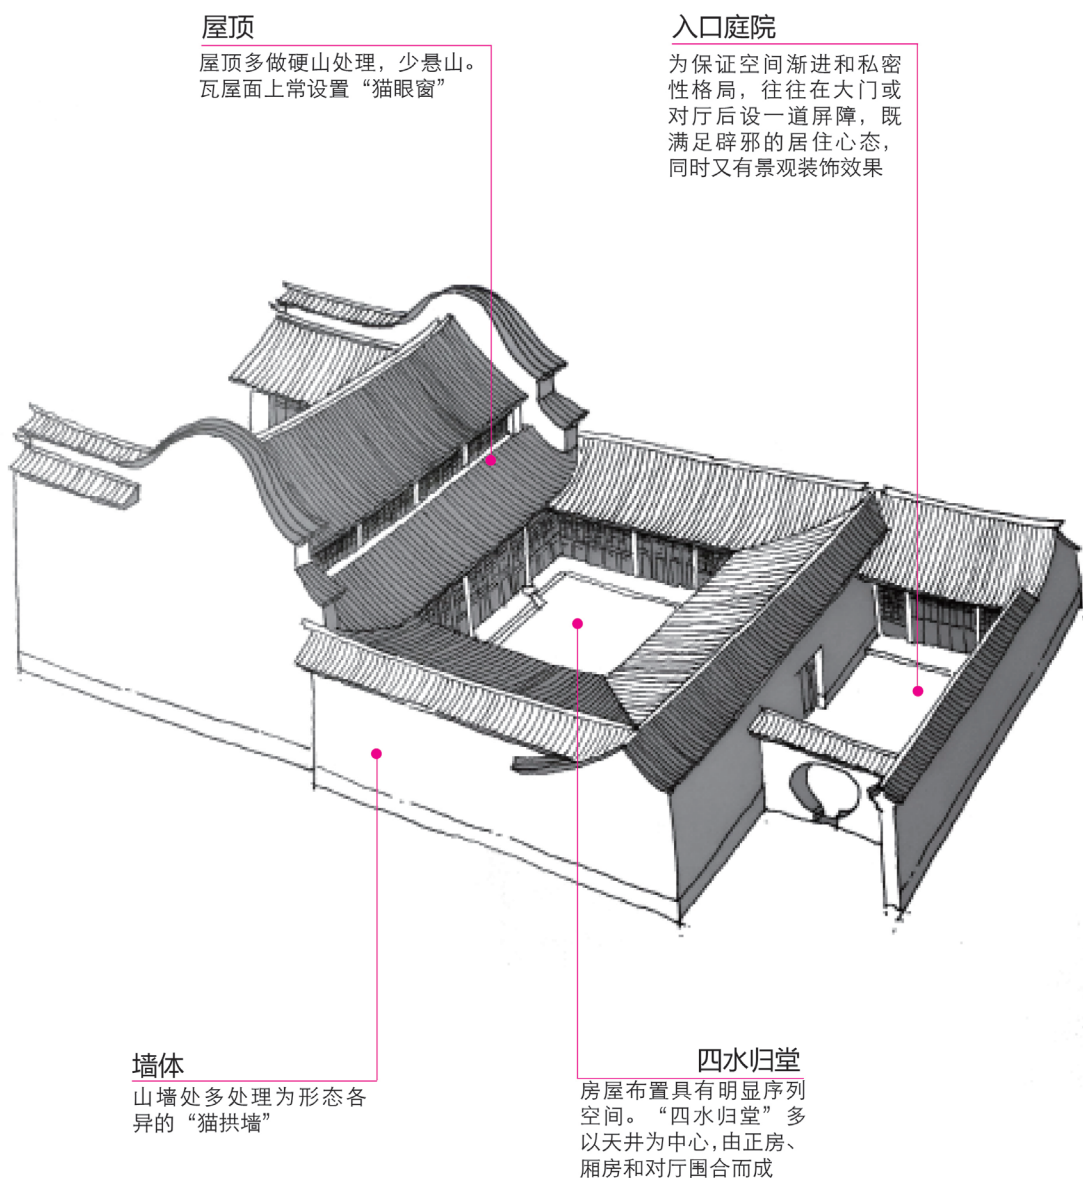 屋顶
屋顶多做硬山处理，少悬山。
瓦屋面上常设置“猫眼窗”
入口庭院
为保证空间渐进和私密
性格局，往往在大门或
对厅后设一道屏障，既
满足辟邪的居住心态，
同时又有景观装饰效果
墙体
山墙处多处理为形态各
异的“猫拱墙”
四水归堂
房屋布置具有明显序列
空间。“四水归堂”多
以天井为中心，由正房、
厢房和对厅围合而成